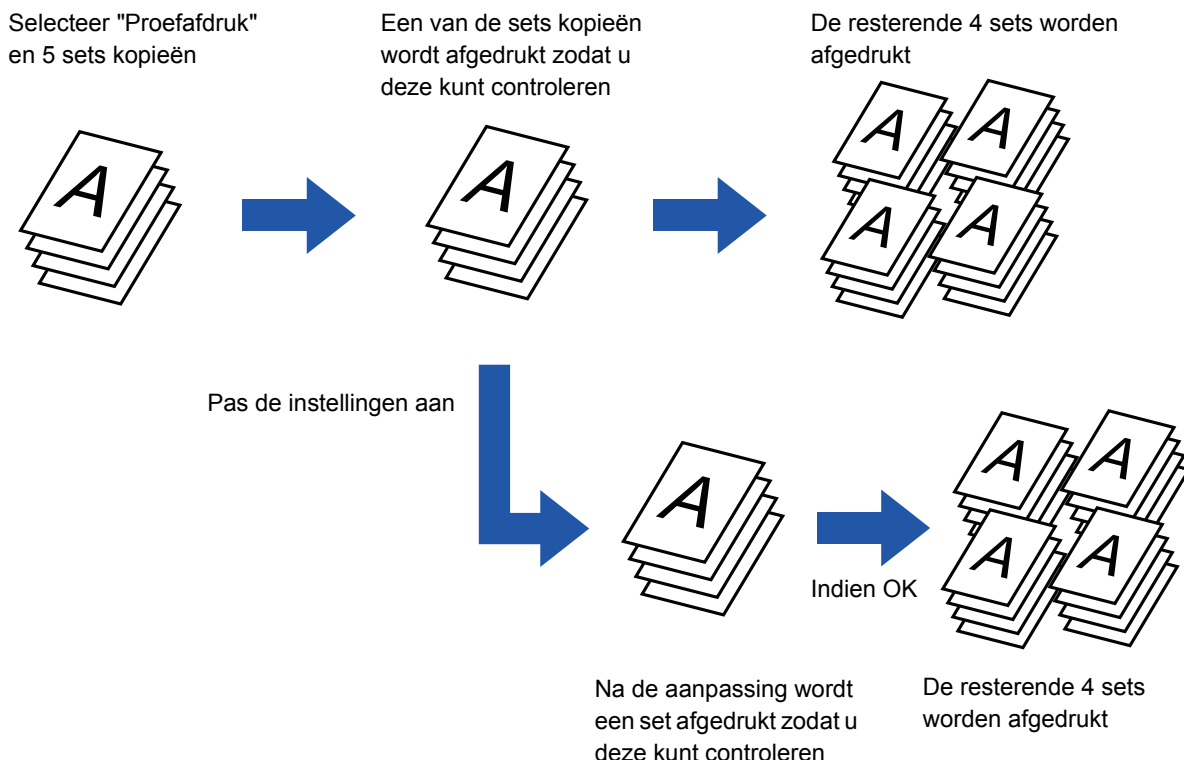 Selecteer "Proefafdruk"
en 5 sets kopieën
Een van de sets kopieën
wordt afgedrukt zodat u
deze kunt controleren
De resterende 4 sets worden
afgedrukt
A
A
A
A
A
A
Pas de instellingen aan
A
Indien OK
A
A
A
A
Na de aanpassing wordt
een set afgedrukt zodat u
deze kunt controleren
De resterende 4 sets
worden afgedrukt